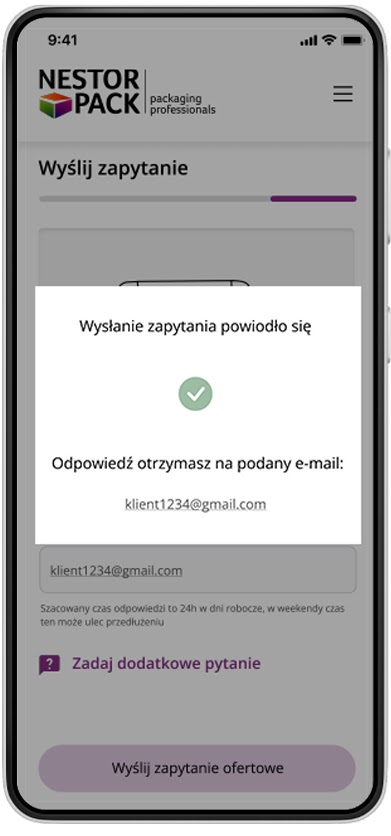 9:41
NESTOR
PACK
packaging
professionals
Wyślij zapytanie
Wysłanie zapytania powiodło się
Odpowiedź otrzymasz na podany e-mail:
klient1234@gmail.com
klient1234@gmail.com
Szacowany czas odpowiedzi to 24h w dni robocze, w weekendy czas
ten może ulec przedłużeniu
?
Zadaj dodatkowe pytanie
Wyślij zapytanie ofertowe